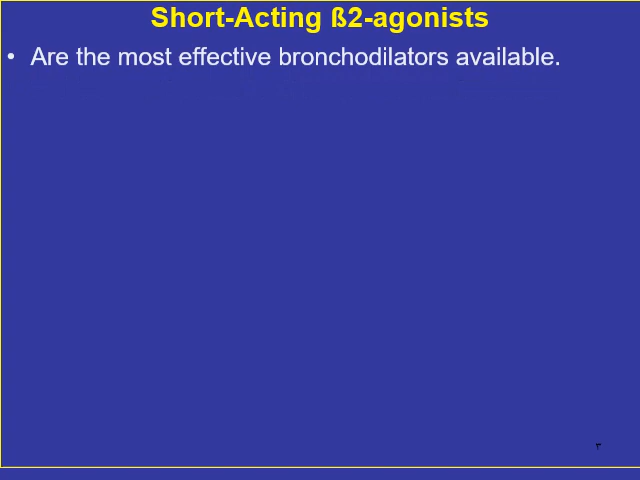 Short-Acting ß2-agonists
• Are the most effective bronchodilators available.
٣